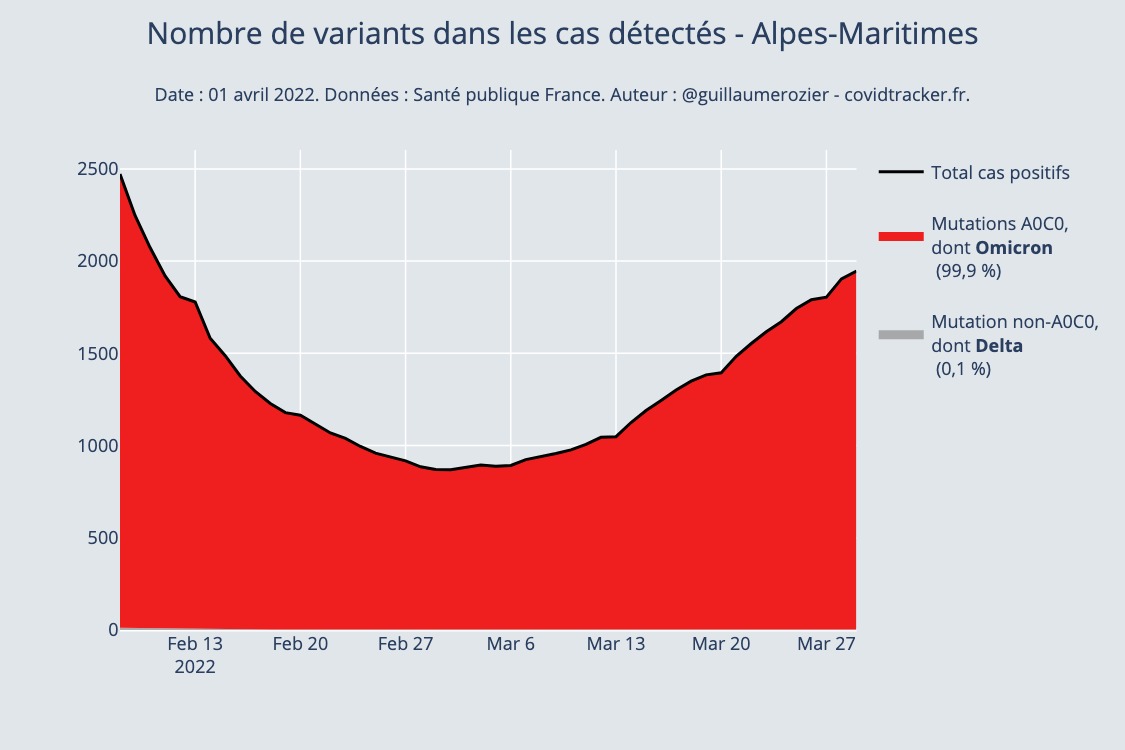 Nombre de variants dans les cas détectés - Alpes-Maritimes
Date : 01 avril 2022. Données : Santé publique France. Auteur : @guillaumerozier - covidtracker.fr.
2500
2000
1500
1000
500
0
Feb 13
2022
Feb 20
Feb 27
Mar 6
Mar 13
Mar 20
Mar 27
Total cas positifs
Mutations A0C0,
dont Omicron
(99,9 %)
Mutation non-A0C0,
dont Delta
(0,1 %)